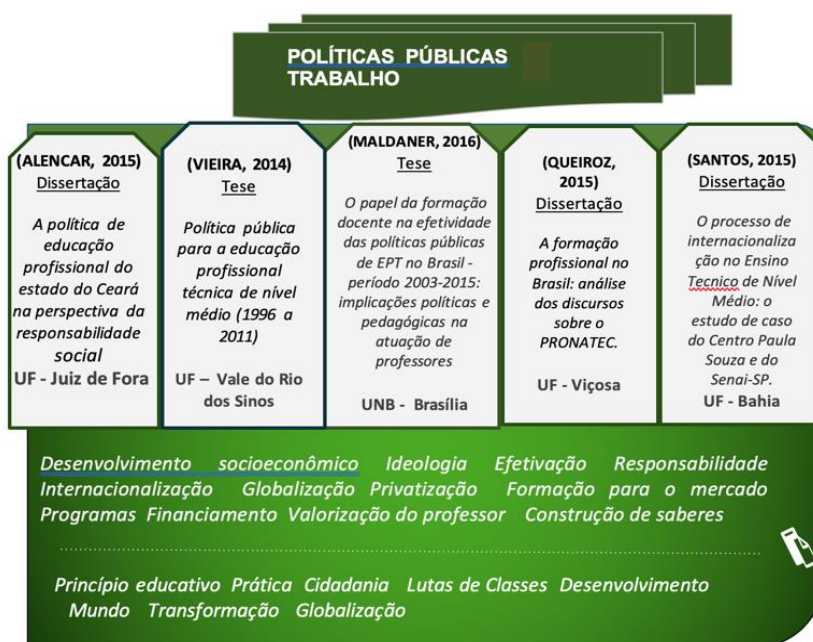 POLÍTICAS PÚBLICAS
TRABALHO
(ALENCAR, 2015)
Dissertação
A política de
educação
profissional do
estado do Ceará
na perspectiva da
responsabilidade
social
UF - Juiz de Fora
(VIEIRA, 2014)
Tese
Política pública
para a educação
profissional
técnica de nível
médio (1996 a
2011)
UF – Vale do Rio
dos Sinos
(MALDANER, 2016)
Tese
O papel da formação
docente na efetividade
das políticas públicas
de EPT no Brasil -
período 2003-2015:
implicações políticas e
pedagógicas na
atuação de
professores
UNB - Brasília
(QUEIROZ,
2015)
Dissertação
A formação
profissional no
Brasil: análise
dos discursos
sobre o
PRONATEC.
UF - Viçosa
(SANTOS, 2015)
Dissertação
O processo de
internacionaliza
ção no Ensino
Tecnico de Nível
Médio: o
estudo de caso
do Centro Paula
Souza e do
Senai-SP.
UF - Bahia
Desenvolvimento socioeconômico Ideologia Efetivação Responsabilidade
Internacionalização Globalização Privatização Formação para o mercado
Programas Financiamento Valorização do professor Construção de saberes
Princípio educativo Prática Cidadania Lutas de Classes Desenvolvimento
Mundo Transformação Globalização